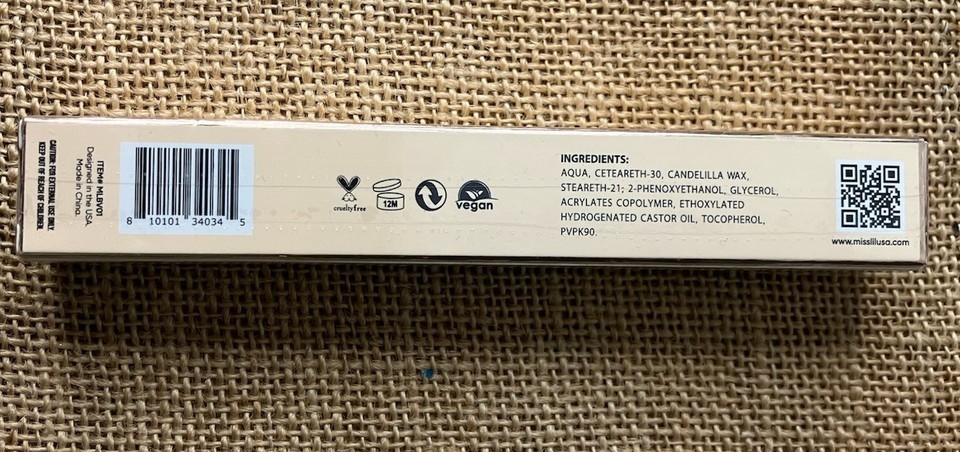 CAUTION: FOR EXTERNAL USE ONLY.
KEEP OUT OF REACH OF CHILDREN.
ITEM# MLBV01
Designed in the USA.
Made in China.
8 10101 34034 5
crueltyfree
12M
vegan
INGREDIENTS:
AQUA, CETEARETH-30, CANDELILLA WAX,
STEARETH-21; 2-PHENOXYETHANOL, GLYCEROL,
ACRYLATES COPOLYMER, ETHOXYLATED
HYDROGENATED CASTOR OIL, TOCOPHEROL,
PVPK90.
www.misslilusa.com